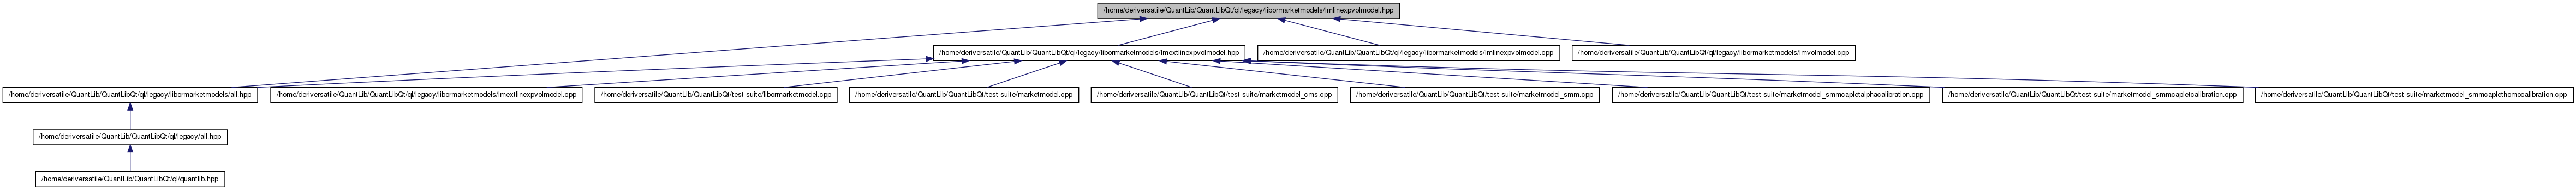 /home/deriversatile/QuantLib/QuantLibQt/ql/legacy/libormarketmodels/lmlinexpvolmodel.hpp
/home/deriversatile/QuantLib/QuantLibQt/ql/legacy/libormarketmodels/lmextlinexpvolmodel.hpp
/home/deriversatile/QuantLib/QuantLibQt/ql/legacy/libormarketmodels/lmlinexpvolmodel.cpp
/home/deriversatile/QuantLib/QuantLibQt/ql/legacy/libormarketmodels/lmvolmodel.cpp
/home/deriversatile/QuantLib/QuantLibQt/ql/legacy/libormarketmodels/all.hpp
/home/deriversatile/QuantLib/QuantLibQt/ql/legacy/libormarketmodels/lmextlinexpvolmodel.cpp
/home/deriversatile/QuantLib/QuantLibQt/test-suite/libormarketmodel.cpp
/home/deriversatile/QuantLib/QuantLibQt/test-suite/marketmodel.cpp
/home/deriversatile/QuantLib/QuantLibQt/test-suite/marketmodel_cms.cpp
/home/deriversatile/QuantLib/QuantLibQt/test-suite/marketmodel_smm.cpp
/home/deriversatile/QuantLib/QuantLibQt/test-suite/marketmodel_smmcapletalphacalibration.cpp
/home/deriversatile/QuantLib/QuantLibQt/test-suite/marketmodel_smmcapletcalibration.cpp
/home/deriversatile/QuantLib/QuantLibQt/test-suite/marketmodel_smmcaplethomocalibration.cpp
/home/deriversatile/QuantLib/QuantLibQt/ql/legacy/all.hpp
/home/deriversatile/QuantLib/QuantLibQt/ql/quantlib.hpp